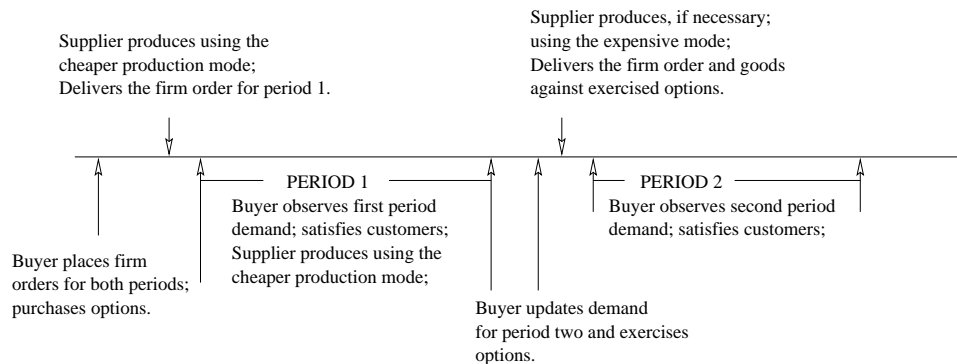 Supplier produces using the
cheaper production mode;
Delivers the firm order for period 1.
Supplier produces, if necessary;
using the expensive mode;
Delivers the firm order and goods
against exercised options.
PERIOD 1
Buyer observes first period
demand; satisfies customers;
Supplier produces using the
cheaper production mode;
PERIOD 2
Buyer observes second period
demand; satisfies customers;
Buyer places firm
orders for both periods;
purchases options.
Buyer updates demand
for period two and exercises
options.